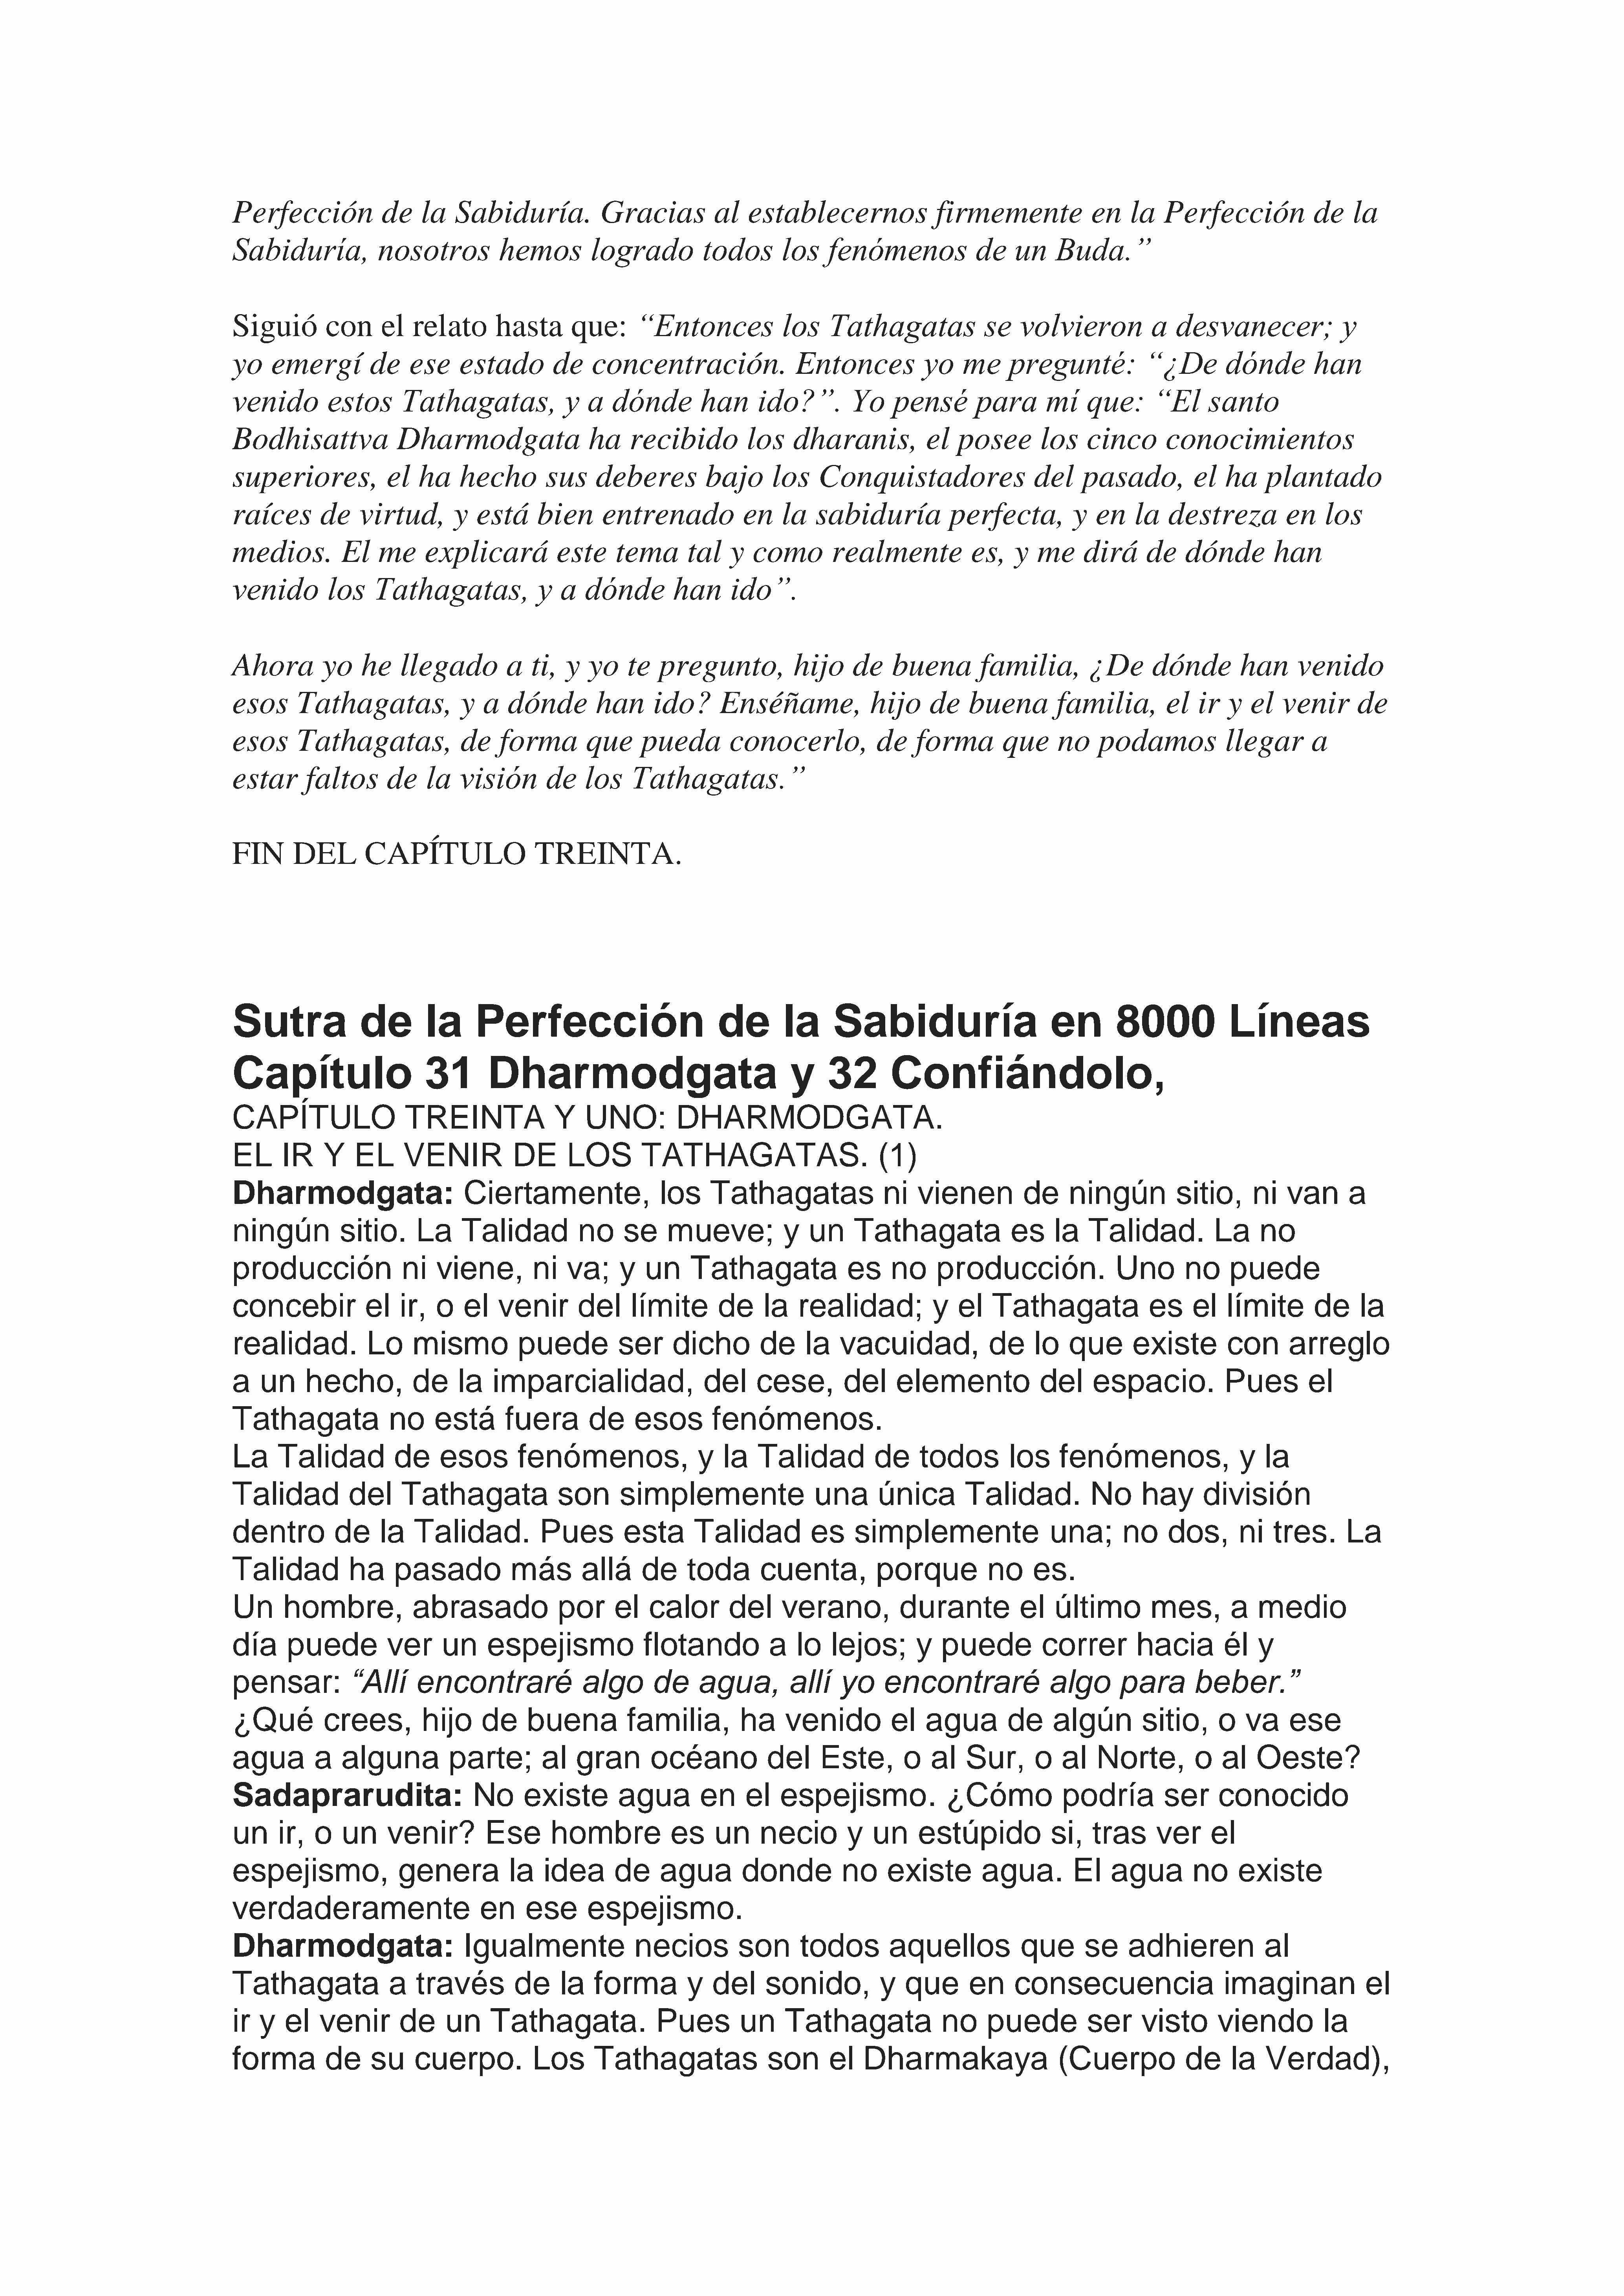 Perfección de la Sabiduría. Gracias al establecernos firmemente en la Perfección de la
Sabiduría, nosotros hemos logrado todos los fenómenos de un Buda.”
Siguió con el relato hasta que: “Entonces los Tathagatas se volvieron a desvanecer; y
yo emergí de ese estado de concentración. Entonces yo me pregunté: “¿De dónde han
venido estos Tathagatas, y a dónde han ido?”. Yo pensé para mí que: “El santo
Bodhisattva Dharmodgata ha recibido los dharanis, el posee los cinco conocimientos
superiores, el ha hecho sus deberes bajo los Conquistadores del pasado, el ha plantado
raíces de virtud, y está bien entrenado en la sabiduría perfecta, y en la destreza en los
medios. El me explicará este tema tal y como realmente es, y me dirá de dónde han
venido los Tathagatas, y a dónde han ido”.
Ahora yo he llegado a ti, y yo te pregunto, hijo de buena familia, ¿De dónde han venido
esos Tathagatas, y a dónde han ido? Enséñame, hijo de buena familia, el ir y el venir de
esos Tathagatas, de forma que pueda conocerlo, de forma que no podamos llegar a
estar faltos de la visión de los Tathagatas.”
FIN DEL CAPÍTULO TREINTA.
Sutra de la Perfección de la Sabiduría en 8000 Líneas
Capítulo 31 Dharmodgata y 32 Confiándolo,
CAPÍTULO TREINTA Y UNO: DHARMODGATA.
EL IR Y EL VENIR DE LOS TATHAGATAS. (1)
Dharmodgata: Ciertamente, los Tathagatas ni vienen de ningún sitio, ni van a
ningún sitio. La Talidad no se mueve; y un Tathagata es la Talidad. La no
producción ni viene, ni va; y un Tathagata es no producción. Uno no puede
concebir el ir, o el venir del límite de la realidad; y el Tathagata es el límite de la
realidad. Lo mismo puede ser dicho de la vacuidad, de lo que existe con arreglo
a un hecho, de la imparcialidad, del cese, del elemento del espacio. Pues el
Tathagata no está fuera de esos fenómenos.
La Talidad de esos fenómenos, y la Talidad de todos los fenómenos, y la
Talidad del Tathagata son simplemente una única Talidad. No hay división
dentro de la Talidad. Pues esta Talidad es simplemente una; no dos, ni tres. La
Talidad ha pasado más allá de toda cuenta, porque no es.
Un hombre, abrasado por el calor del verano, durante el último mes, a medio
día puede ver un espejismo flotando a lo lejos; y puede correr hacia él y
pensar: “Allí encontraré algo de agua, allí yo encontraré algo para beber.”
¿Qué crees, hijo de buena familia, ha venido el agua de algún sitio, o va ese
agua a alguna parte; al gran océano del Este, o al Sur, o al Norte, o al Oeste?
Sadaprarudita: No existe agua en el espejismo. ¿Cómo podría ser conocido
un ir, o un venir? Ese hombre es un necio y un estúpido si, tras ver el
espejismo, genera la idea de agua donde no existe agua. El agua no existe
verdaderamente en ese espejismo.
Dharmodgata: Igualmente necios son todos aquellos que se adhieren al
Tathagata a través de la forma y del sonido, y que en consecuencia imaginan el
ir y el venir de un Tathagata. Pues un Tathagata no puede ser visto viendo la
forma de su cuerpo. Los Tathagatas son el Dharmakaya (Cuerpo de la Verdad),